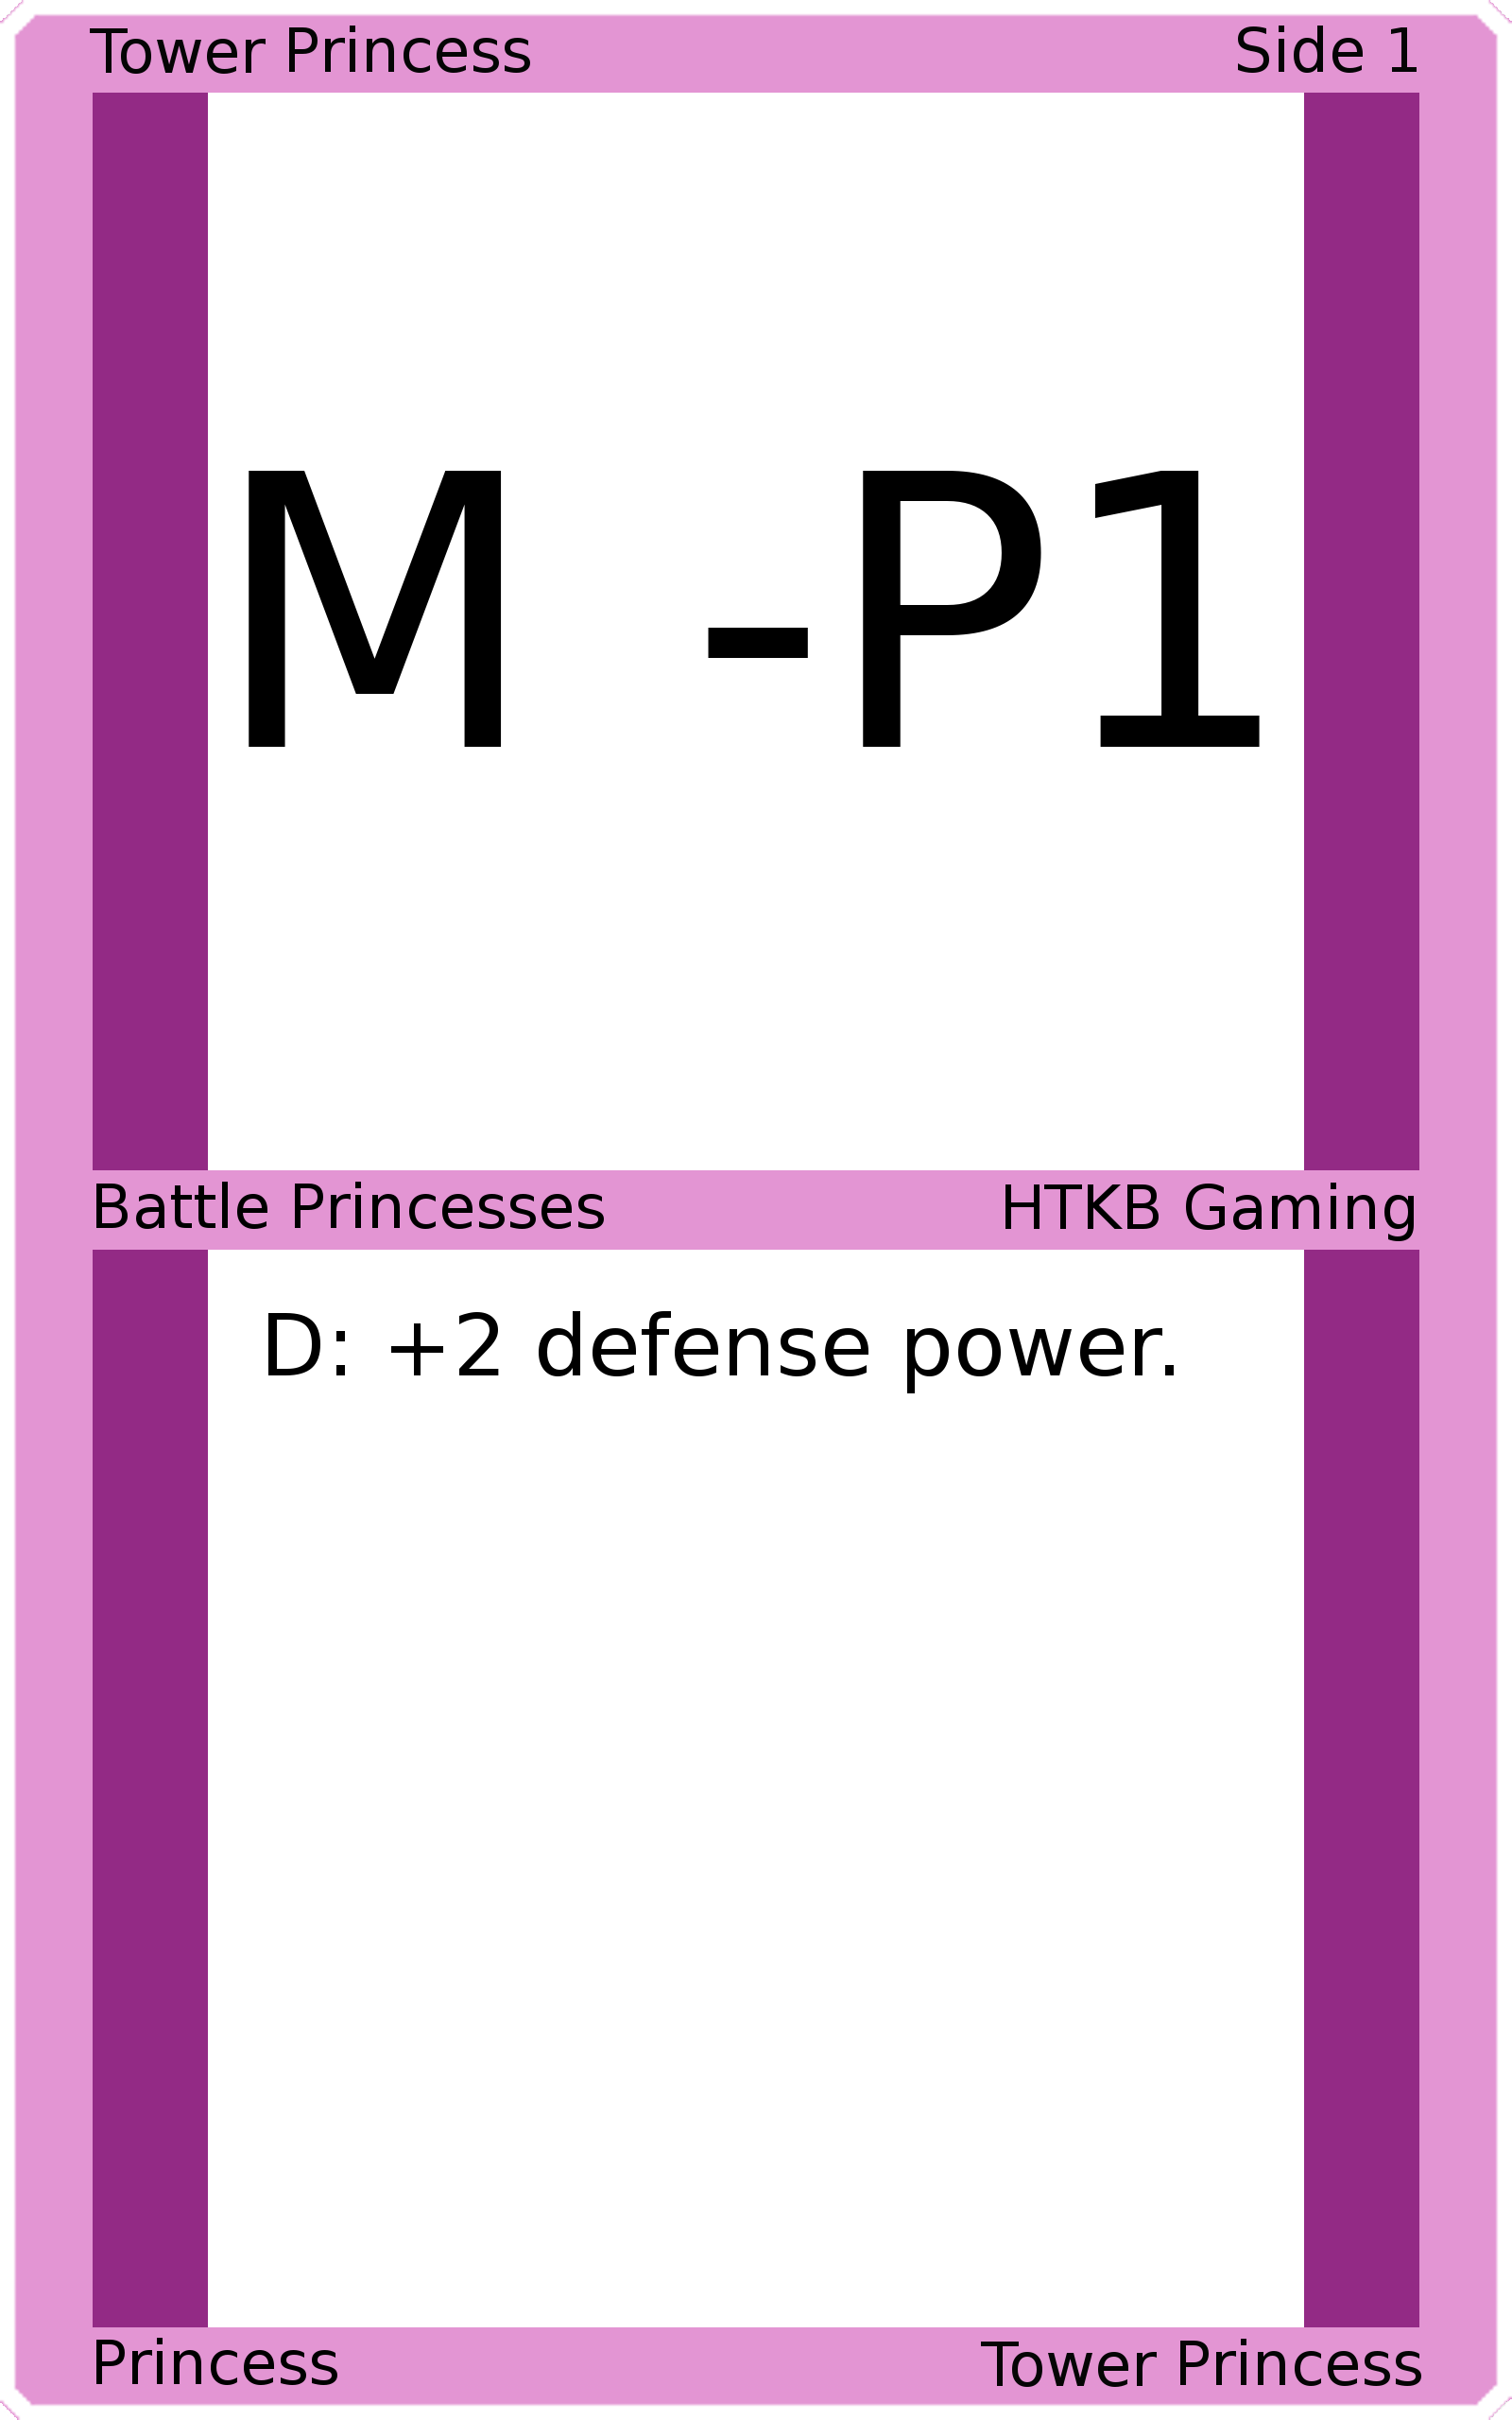 Tower Princess Side 1
M -P1
Battle Princesses HTKB Gaming
D: +2 defense power.
Princess Tower Princess